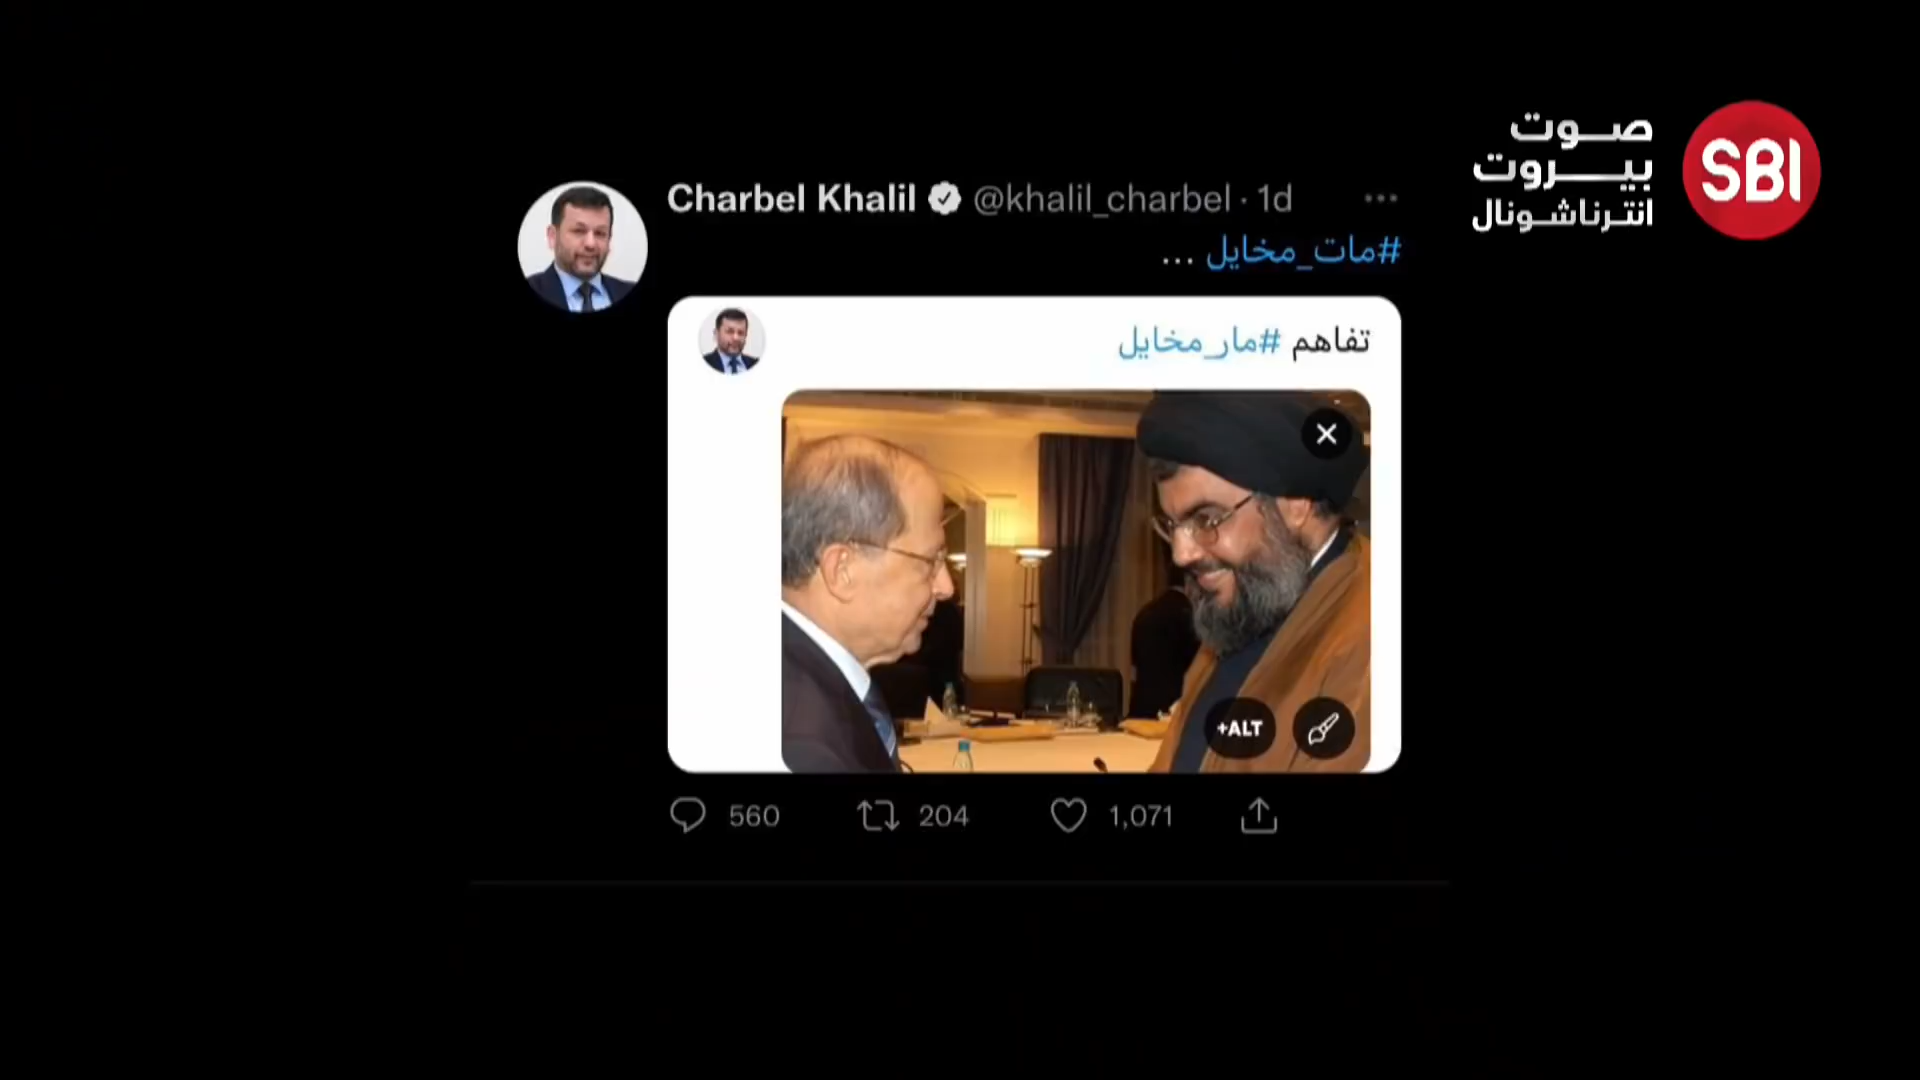 صوت
بيروت
انترناشونال
SBI
Charbel Khalil @khalil_charbel · 1d ...
#مات_مخايل ...
تفاهم #مار_مخايل
+ALT
560 204 1,071